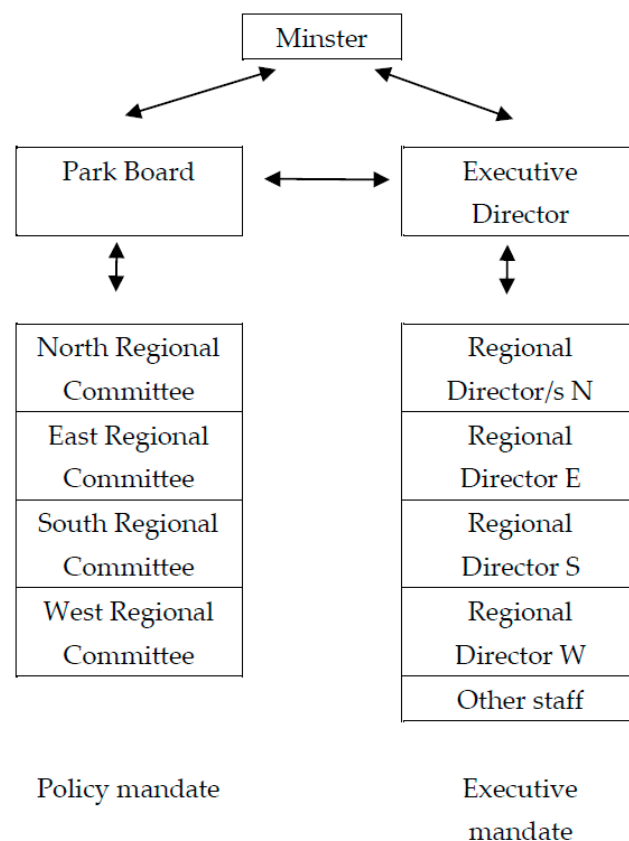 Minster
Park Board
Executive
Director
North Regional
Committee
East Regional
Committee
South Regional
Committee
West Regional
Committee
Regional
Director/s N
Regional
Director E
Regional
Director S
Regional
Director W
Other staff
Policy mandate
Executive
mandate